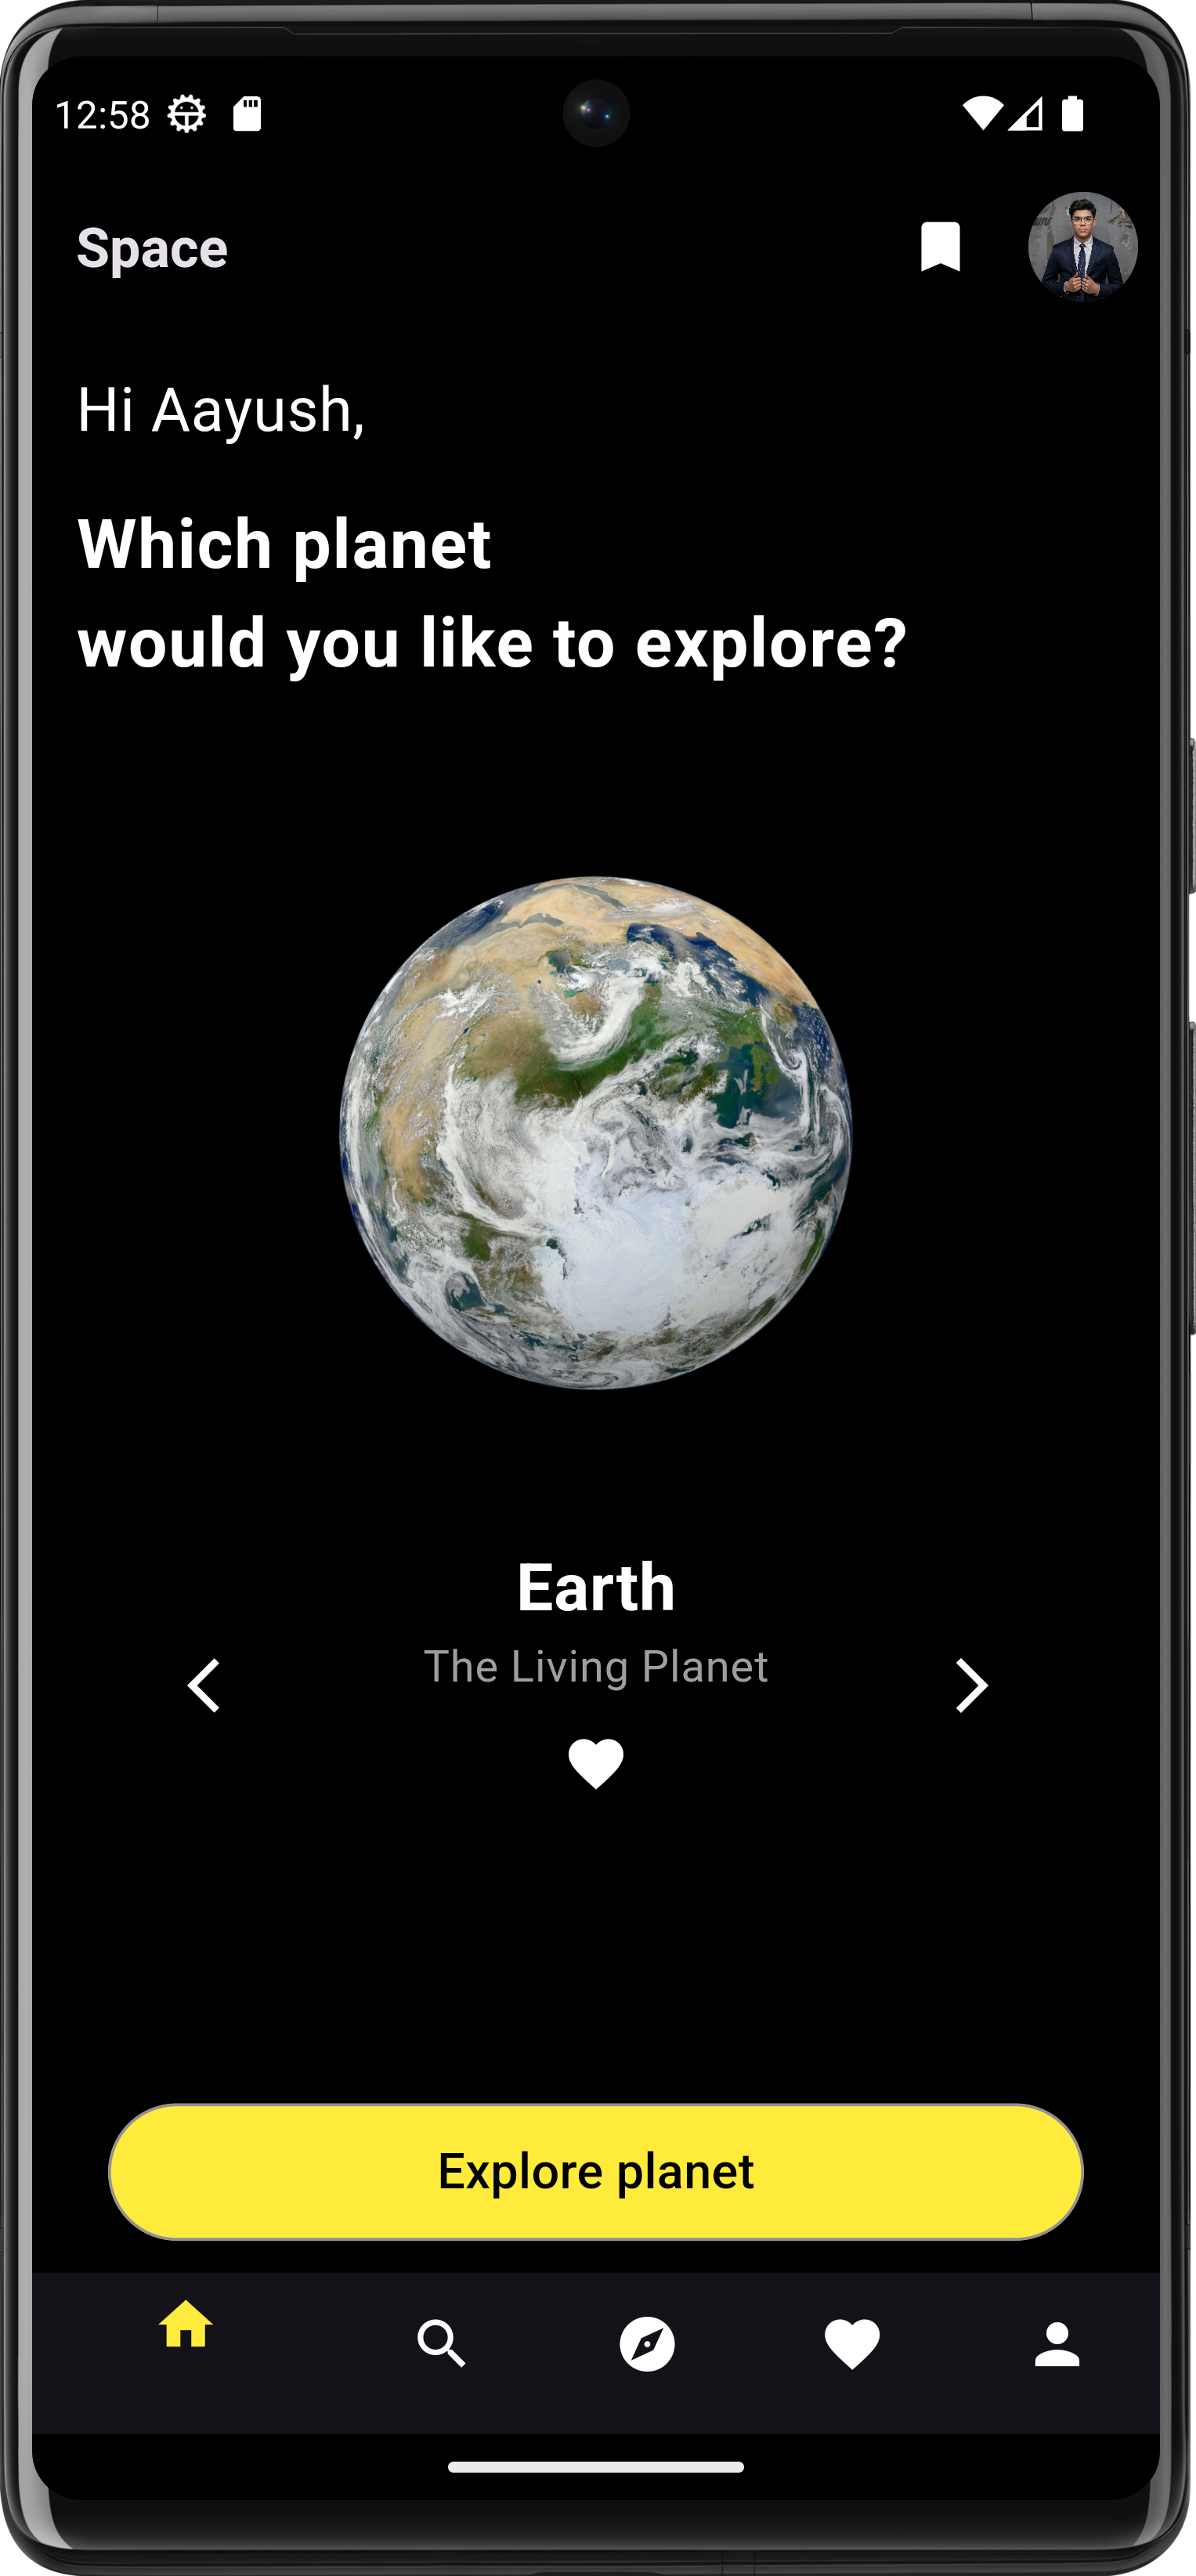 12:58
Space
Hi Aayush,
Which planet
would you like to explore?
Earth
The Living Planet
Explore planet